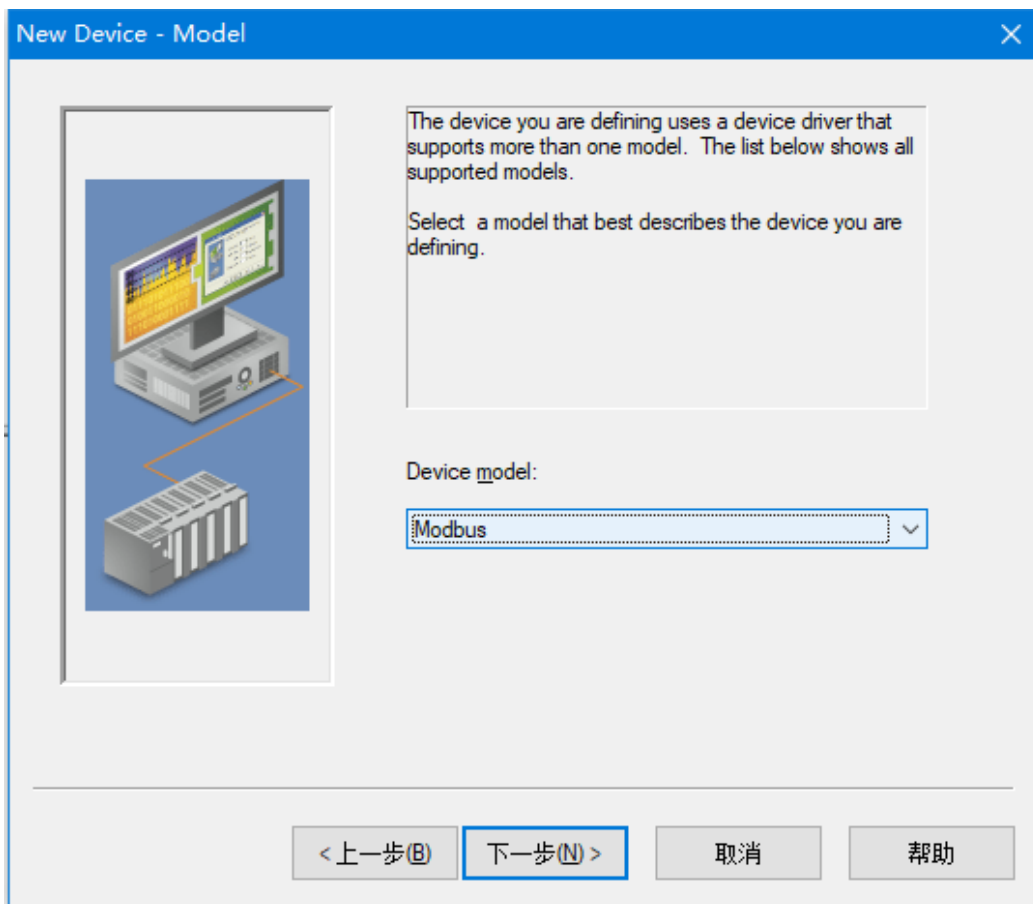 New Device - Model
The device you are defining uses a device driver that
supports more than one model.  The list below shows all
supported models.
Select  a model that best describes the device you are
defining.
Device model:
Modbus
<上一步(B)
下一步(N)>
取消
帮助